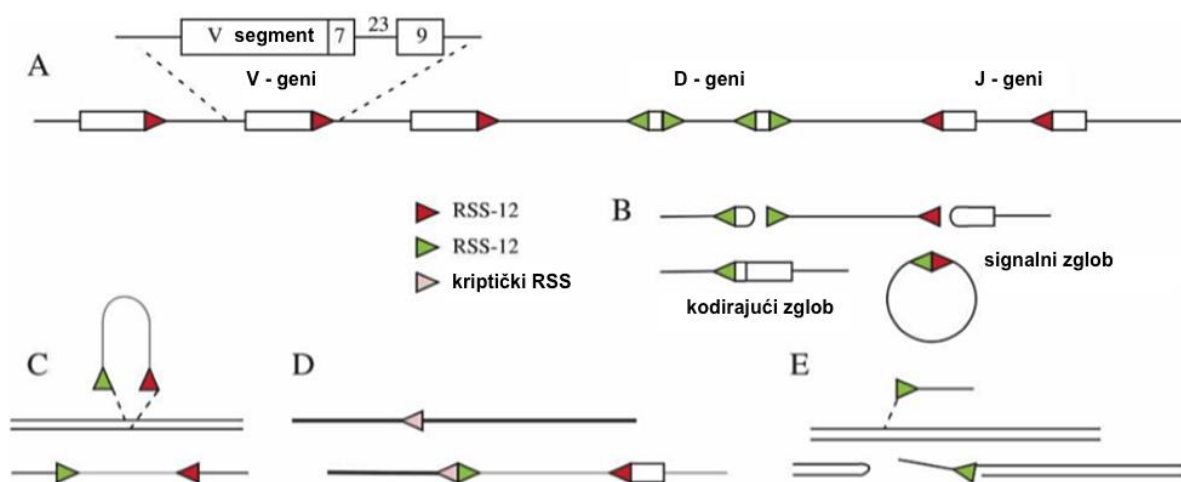 V segment 7 23 9
A
V - geni D - geni J - geni
RSS-12
RSS-12
kriptički RSS
B
signalni zglob
kodirajući zglob
C D E